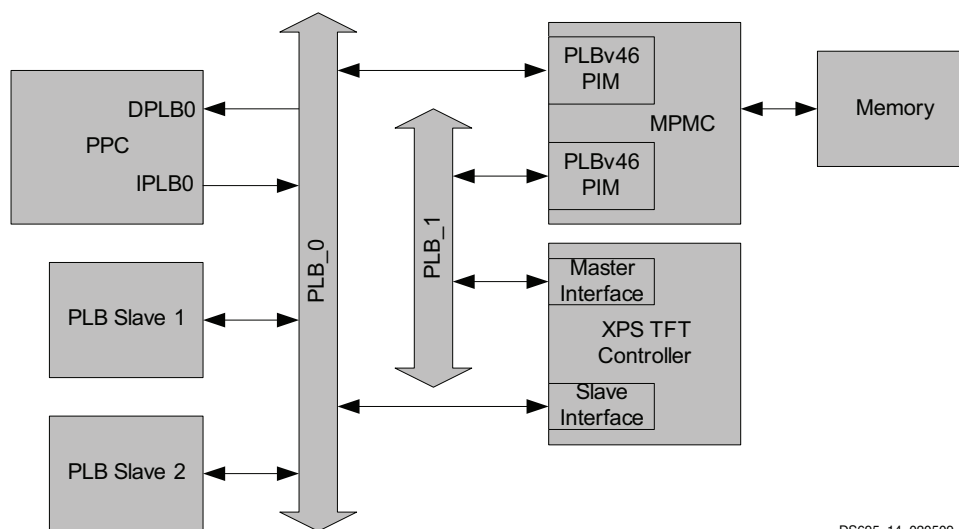 DPLB0
PPC
IPLB0
PLB Slave 1
PLB Slave 2
PLB_0
PLB_1
PLBv46
PIM
MPMC
PLBv46
PIM
Memory
Master
Interface
XPS TFT
Controller
Slave
Interface